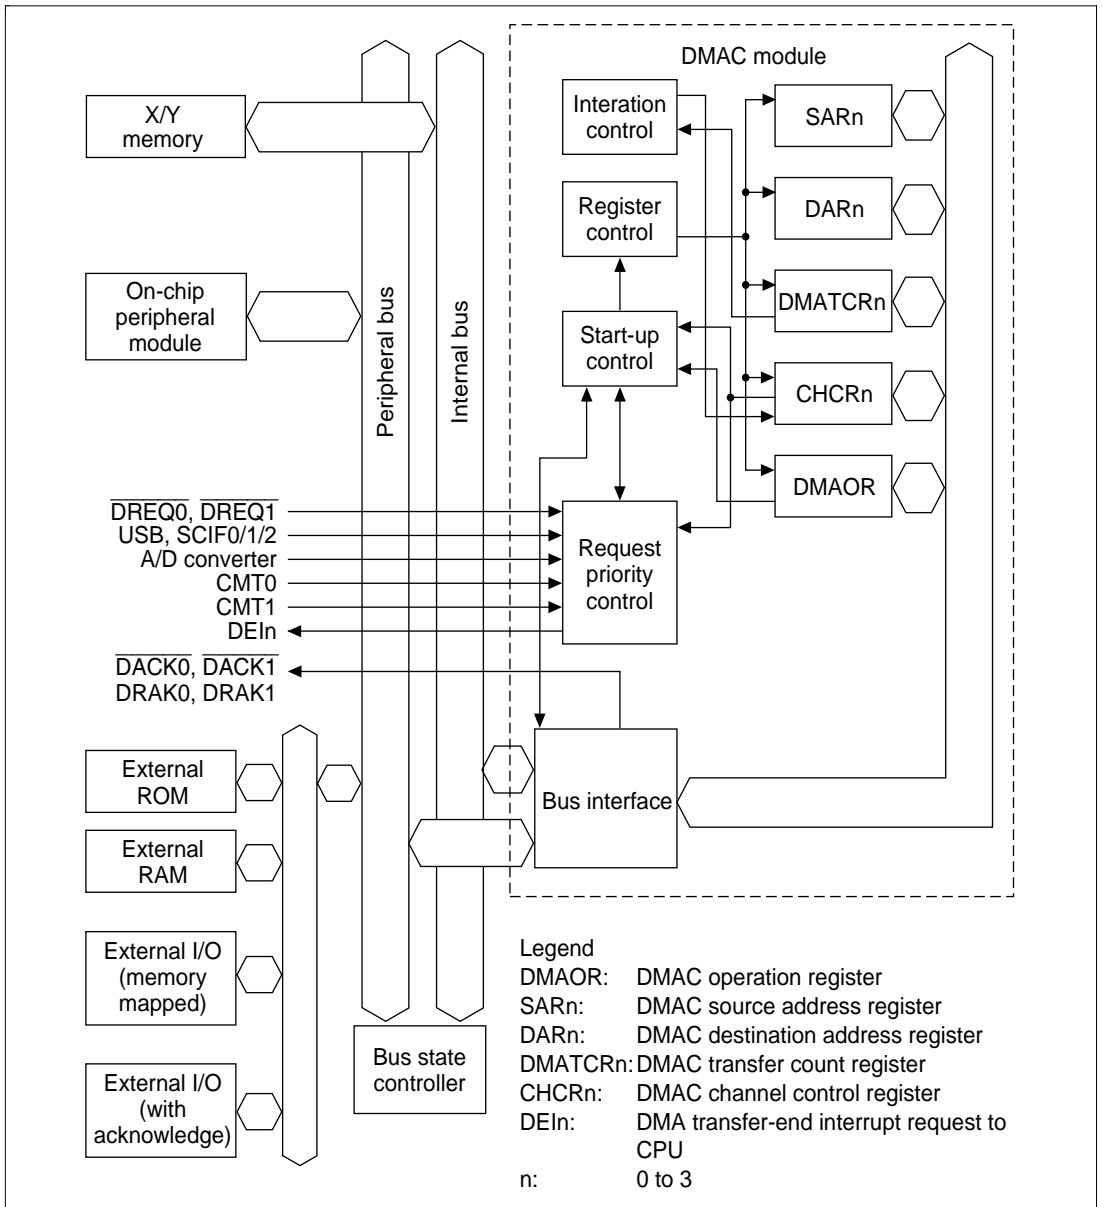 DMAC module
X/Y
memory
Interation
control
SARn
Register
control
DARn
On-chip
peripheral
module
Peripheral bus
Internal bus
Start-up
control
DMATCRn
CHCRn
DMAOR
DREQ0, DREQ1
USB, SCIF0/1/2
A/D converter
CMT0
CMT1
DEIn
Request
priority
control
DACK0, DACK1
DRAK0, DRAK1
External
ROM
Bus interface
External
RAM
External I/O
(memory
mapped)
External I/O
(with
acknowledge)
Bus state
controller
Legend
DMAOR: DMAC operation register
SARn: DMAC source address register
DARn: DMAC destination address register
DMATCRn: DMAC transfer count register
CHCRn: DMAC channel control register
DEIn: DMA transfer-end interrupt request to
CPU
n: 0 to 3